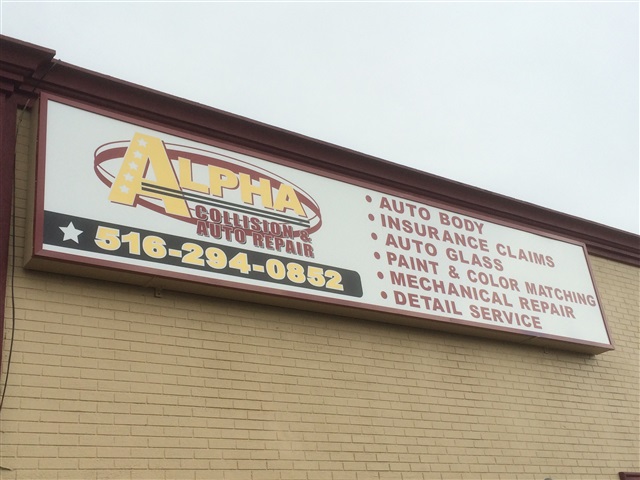 ALPHA
COLLISION &
AUTO REPAIR
516-294-0852
• AUTO BODY
• INSURANCE CLAIMS
• AUTO GLASS
• PAINT & COLOR MATCHING
• MECHANICAL REPAIR
• DETAIL SERVICE